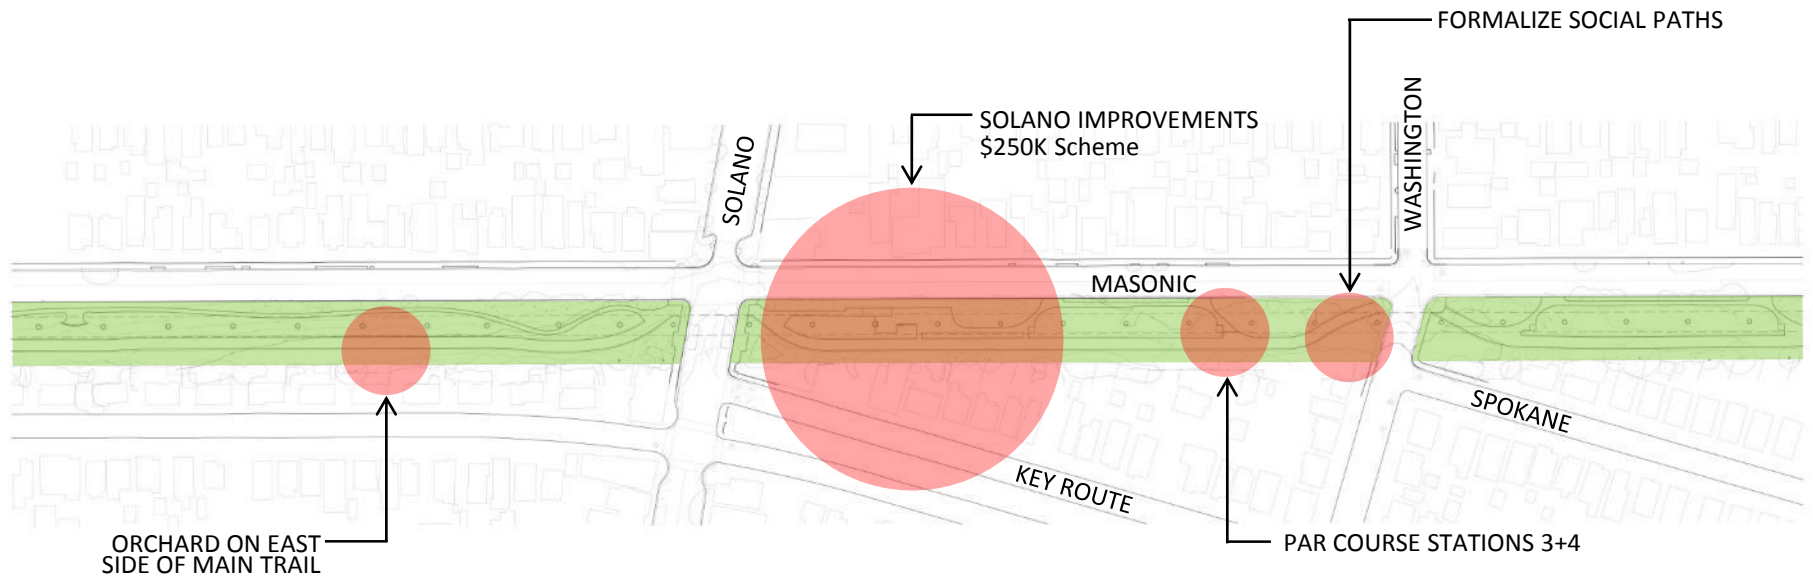 FORMALIZE SOCIAL PATHS
SOLANO IMPROVEMENTS
$250K Scheme
WASHINGTON
SOLANO
MASONIC
SPOKANE
KEY ROUTE
ORCHARD ON EAST
SIDE OF MAIN TRAIL
PAR COURSE STATIONS 3+4